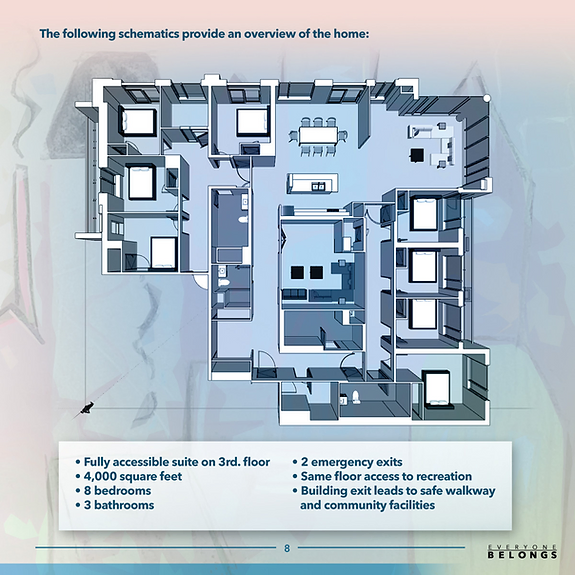 The following schematics provide an overview of the home:
• Fully accessible suite on 3rd. floor
• 4,000 square feet
• 8 bedrooms
• 3 bathrooms
• 2 emergency exits
• Same floor access to recreation
• Building exit leads to safe walkway
and community facilities
8
EVERYONE
BELONGS